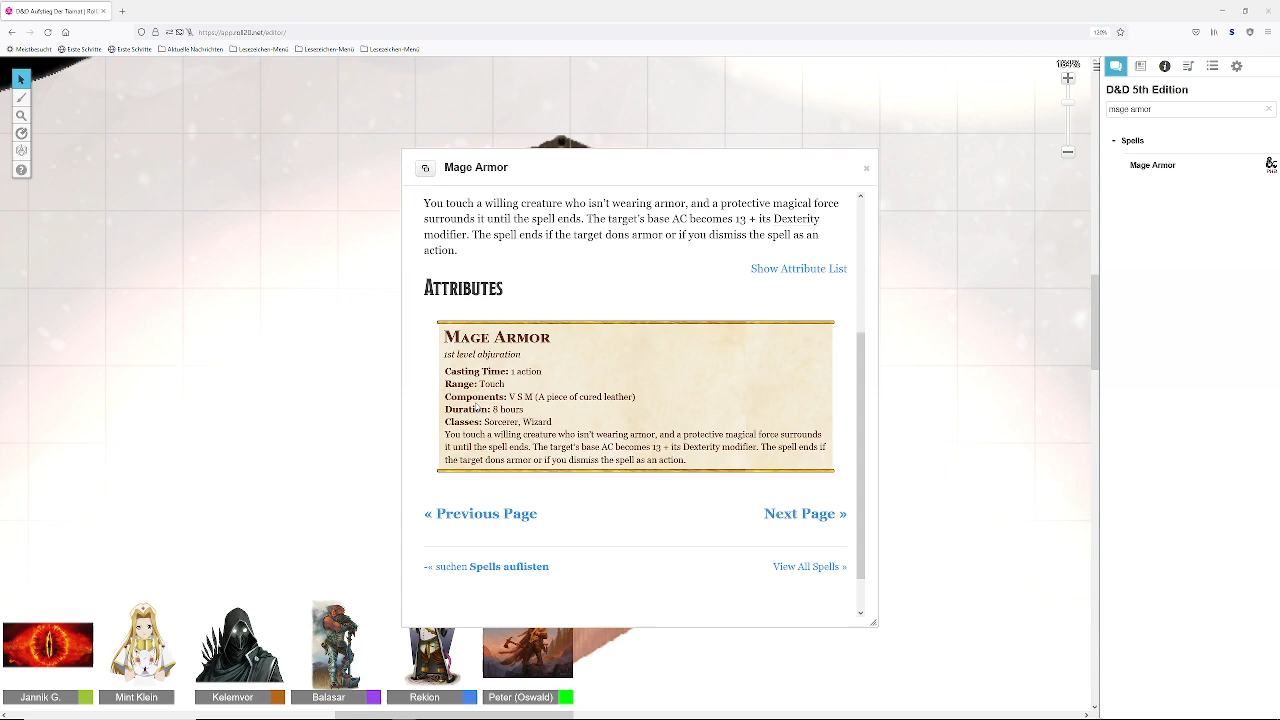 D&D Aufstieg Der Tiamat | Roll
https://app.roll20.net/editor/
120%
Meistbesucht
Erste Schritte
Erste Schritte
Aktuelle Nachrichten
Lesezeichen-Menü
Lesezeichen-Menü
Lesezeichen-Menü
184%
D&D 5th Edition
mage armor
Spells
Mage Armor
Mage Armor
You touch a willing creature who isn't wearing armor, and a protective magical force
surrounds it until the spell ends. The target's base AC becomes 13 + its Dexterity
modifier. The spell ends if the target dons armor or if you dismiss the spell as an
action.
Show Attribute List
ATTRIBUTES
MAGE ARMOR
1st level abjuration
Casting Time: 1 action
Range: Touch
Components: V S M (A piece of cured leather)
Duration: 8 hours
Classes: Sorcerer, Wizard
You touch a willing creature who isn't wearing armor, and a protective magical force surrounds
it until the spell ends. The target's base AC becomes 13 + its Dexterity modifier. The spell ends if
the target dons armor or if you dismiss the spell as an action.
« Previous Page
Next Page »
-« suchen Spells auflisten
View All Spells »
Jannik G.
Mint Klein
Kelemvor
Balasar
Rekion
Peter (Oswald)